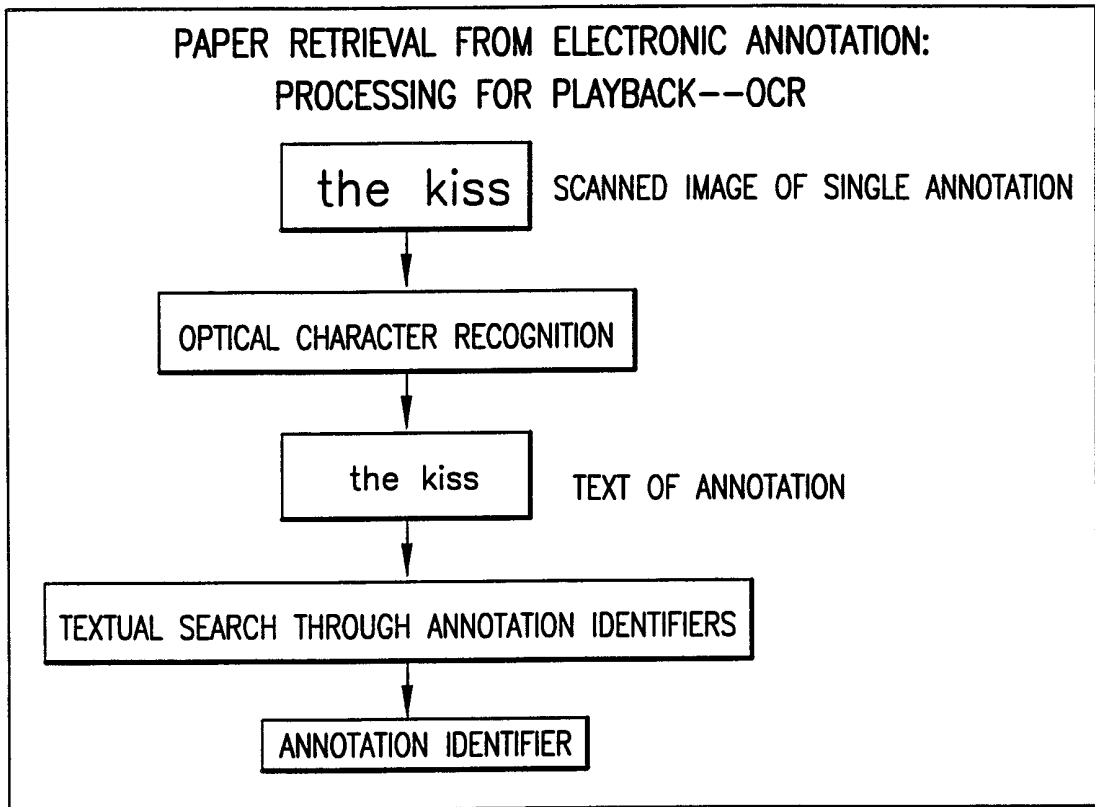 PAPER RETRIEVAL FROM ELECTRONIC ANNOTATION:
PROCESSING FOR PLAYBACK--OCR
the kiss SCANNED IMAGE OF SINGLE ANNOTATION
OPTICAL CHARACTER RECOGNITION
the kiss TEXT OF ANNOTATION
TEXTUAL SEARCH THROUGH ANNOTATION IDENTIFIERS
ANNOTATION IDENTIFIER